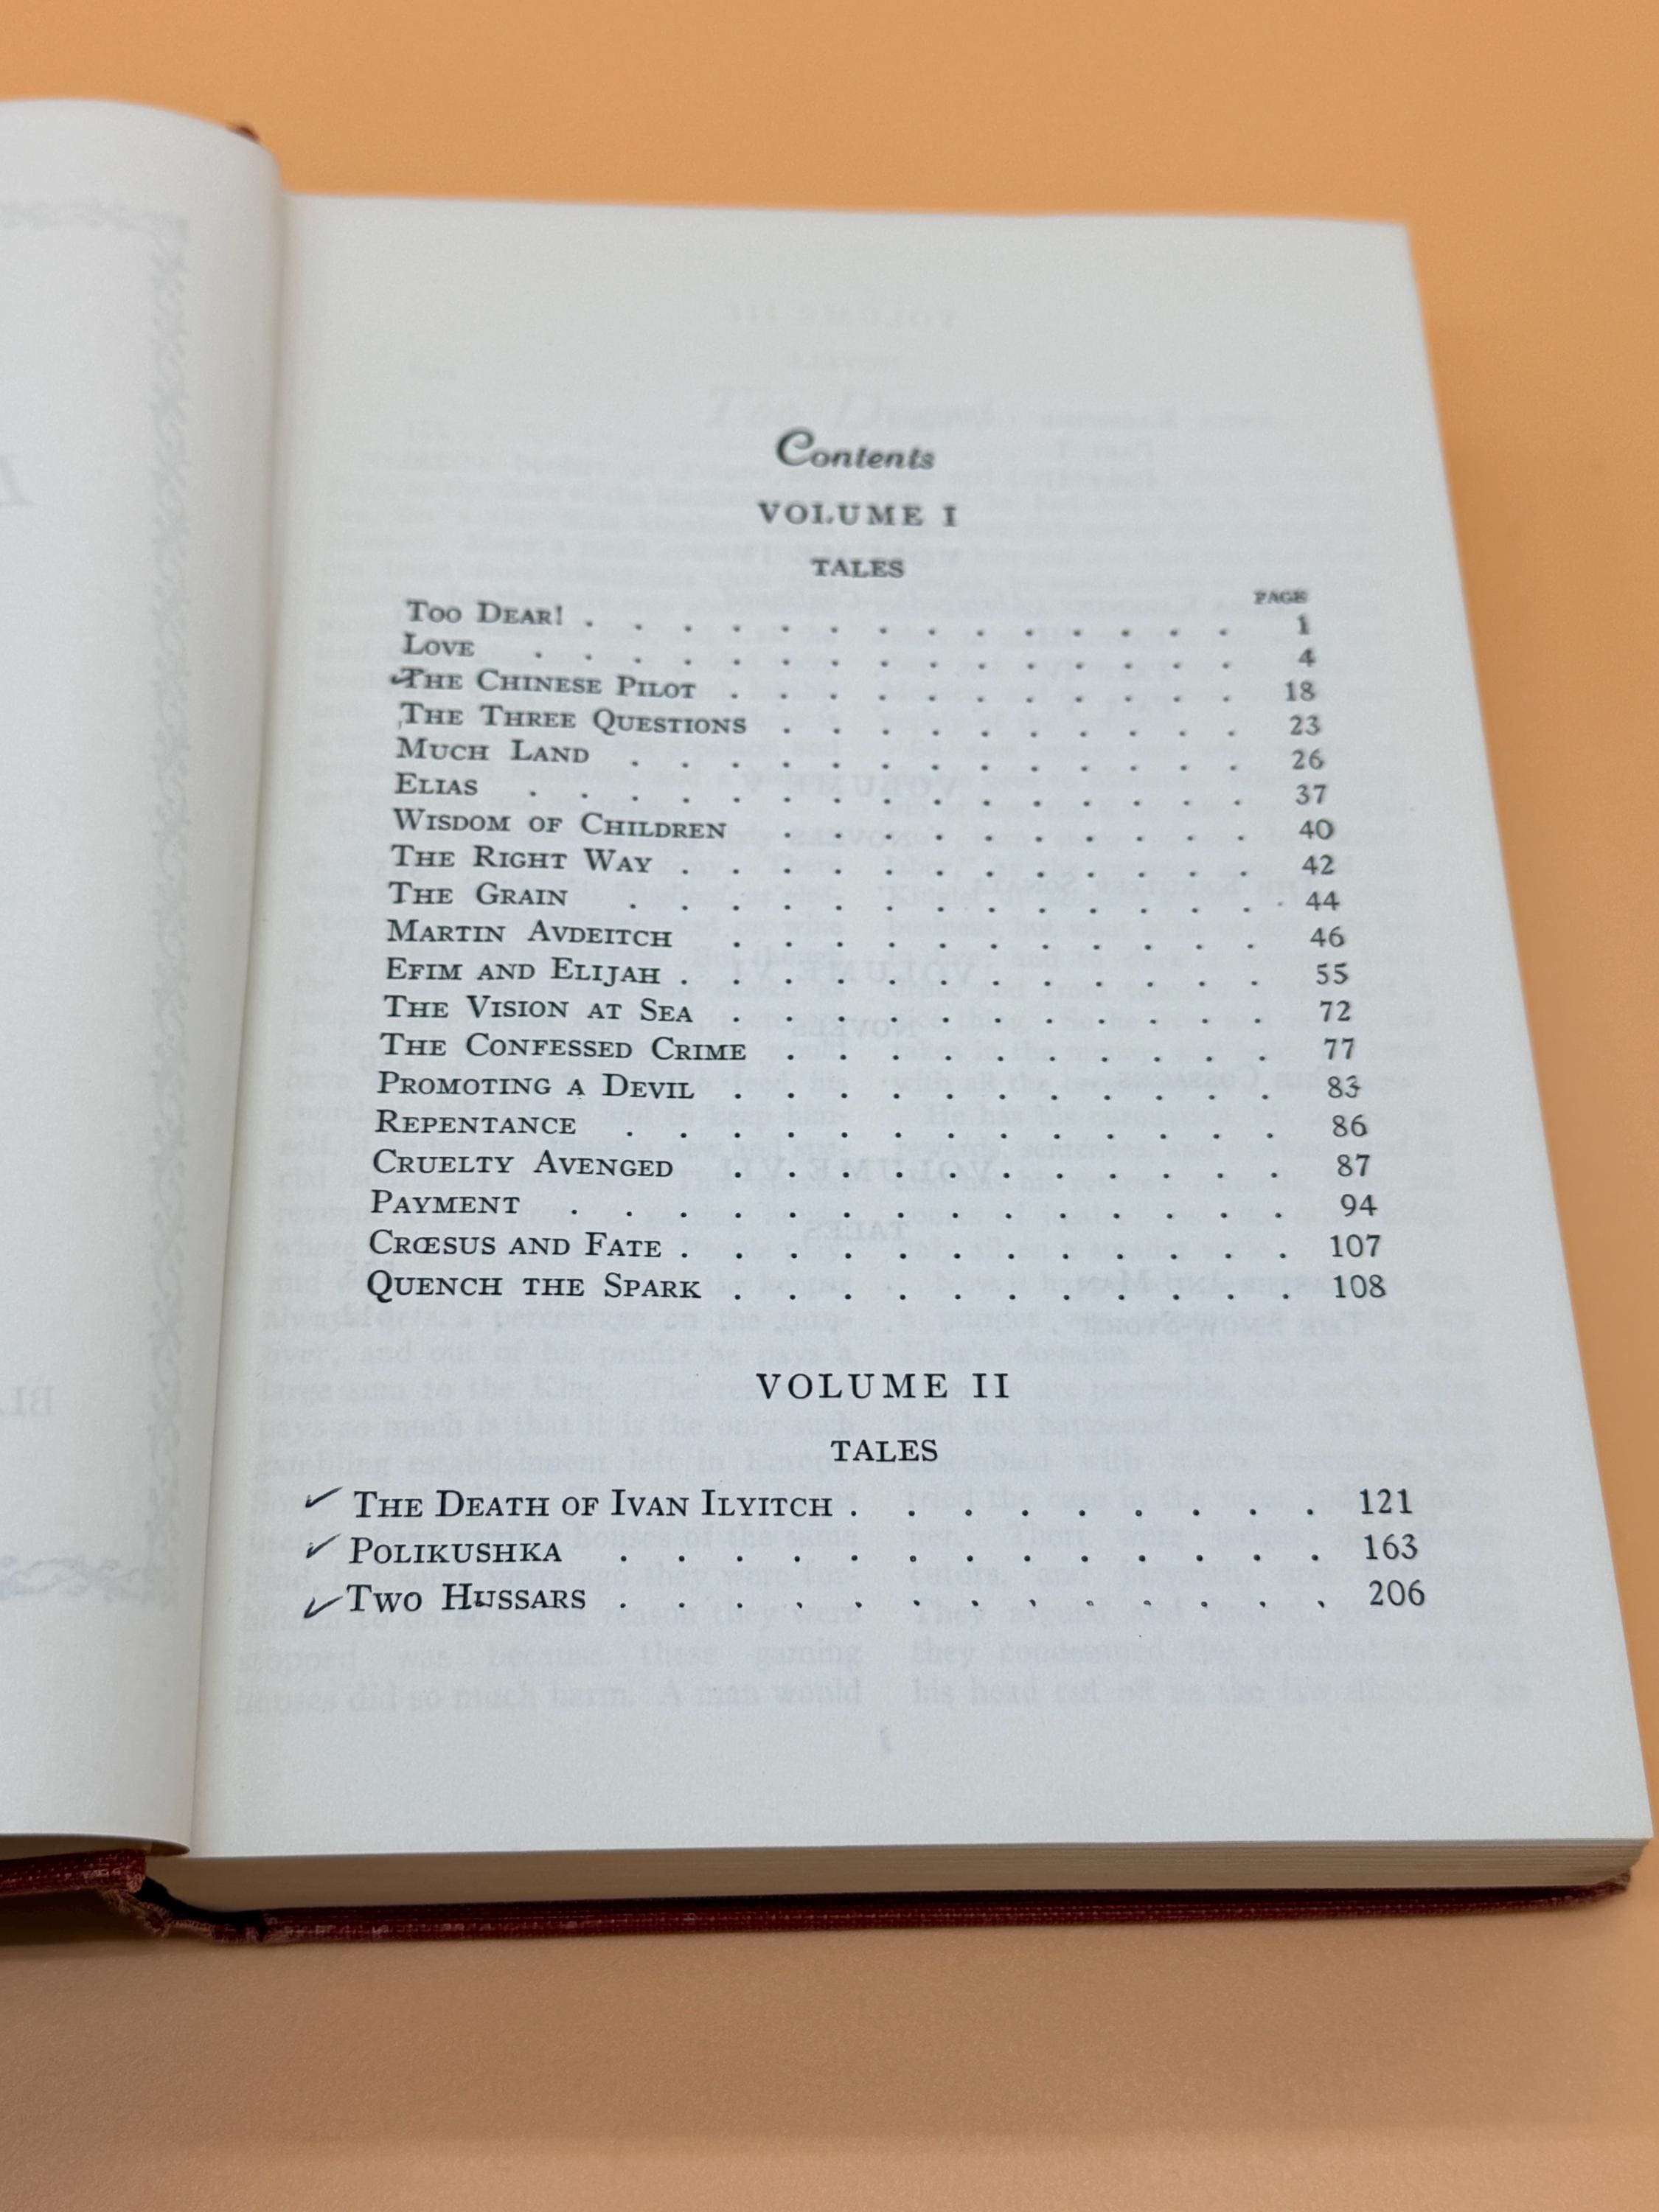 Contents
VOLUME I
TALES
PAGE
TOO DEAR! . . . . . . . . . . . . . . 1
LOVE . . . . . . . . . . . . . . . 4
THE CHINESE PILOT . . . . . . . . . . . 18
THE THREE QUESTIONS . . . . . . . . . . 23
MUCH LAND . . . . . . . . . . . . . 26
ELIAS . . . . . . . . . . . . . . . 37
WISDOM OF CHILDREN . . . . . . . . . . 40
THE RIGHT WAY . . . . . . . . . . . . 42
THE GRAIN . . . . . . . . . . . . . 44
MARTIN AVDEITCH . . . . . . . . . . . 46
EFIM AND ELIJAH . . . . . . . . . . . . 55
THE VISION AT SEA . . . . . . . . . . . 72
THE CONFESSED CRIME . . . . . . . . . . 77
PROMOTING A DEVIL . . . . . . . . . . . 83
REPENTANCE . . . . . . . . . . . . . 86
CRUELTY AVENGED . . . . . . . . . . . 87
PAYMENT . . . . . . . . . . . . . 94
CRŒSUS AND FATE . . . . . . . . . . . . 107
QUENCH THE SPARK . . . . . . . . . . . 108
VOLUME II
TALES
THE DEATH OF IVAN ILYITCH . . . . . . . . . 121
POLIKUSHKA . . . . . . . . . . . . . 163
TWO HUSSARS . . . . . . . . . . . . . 206